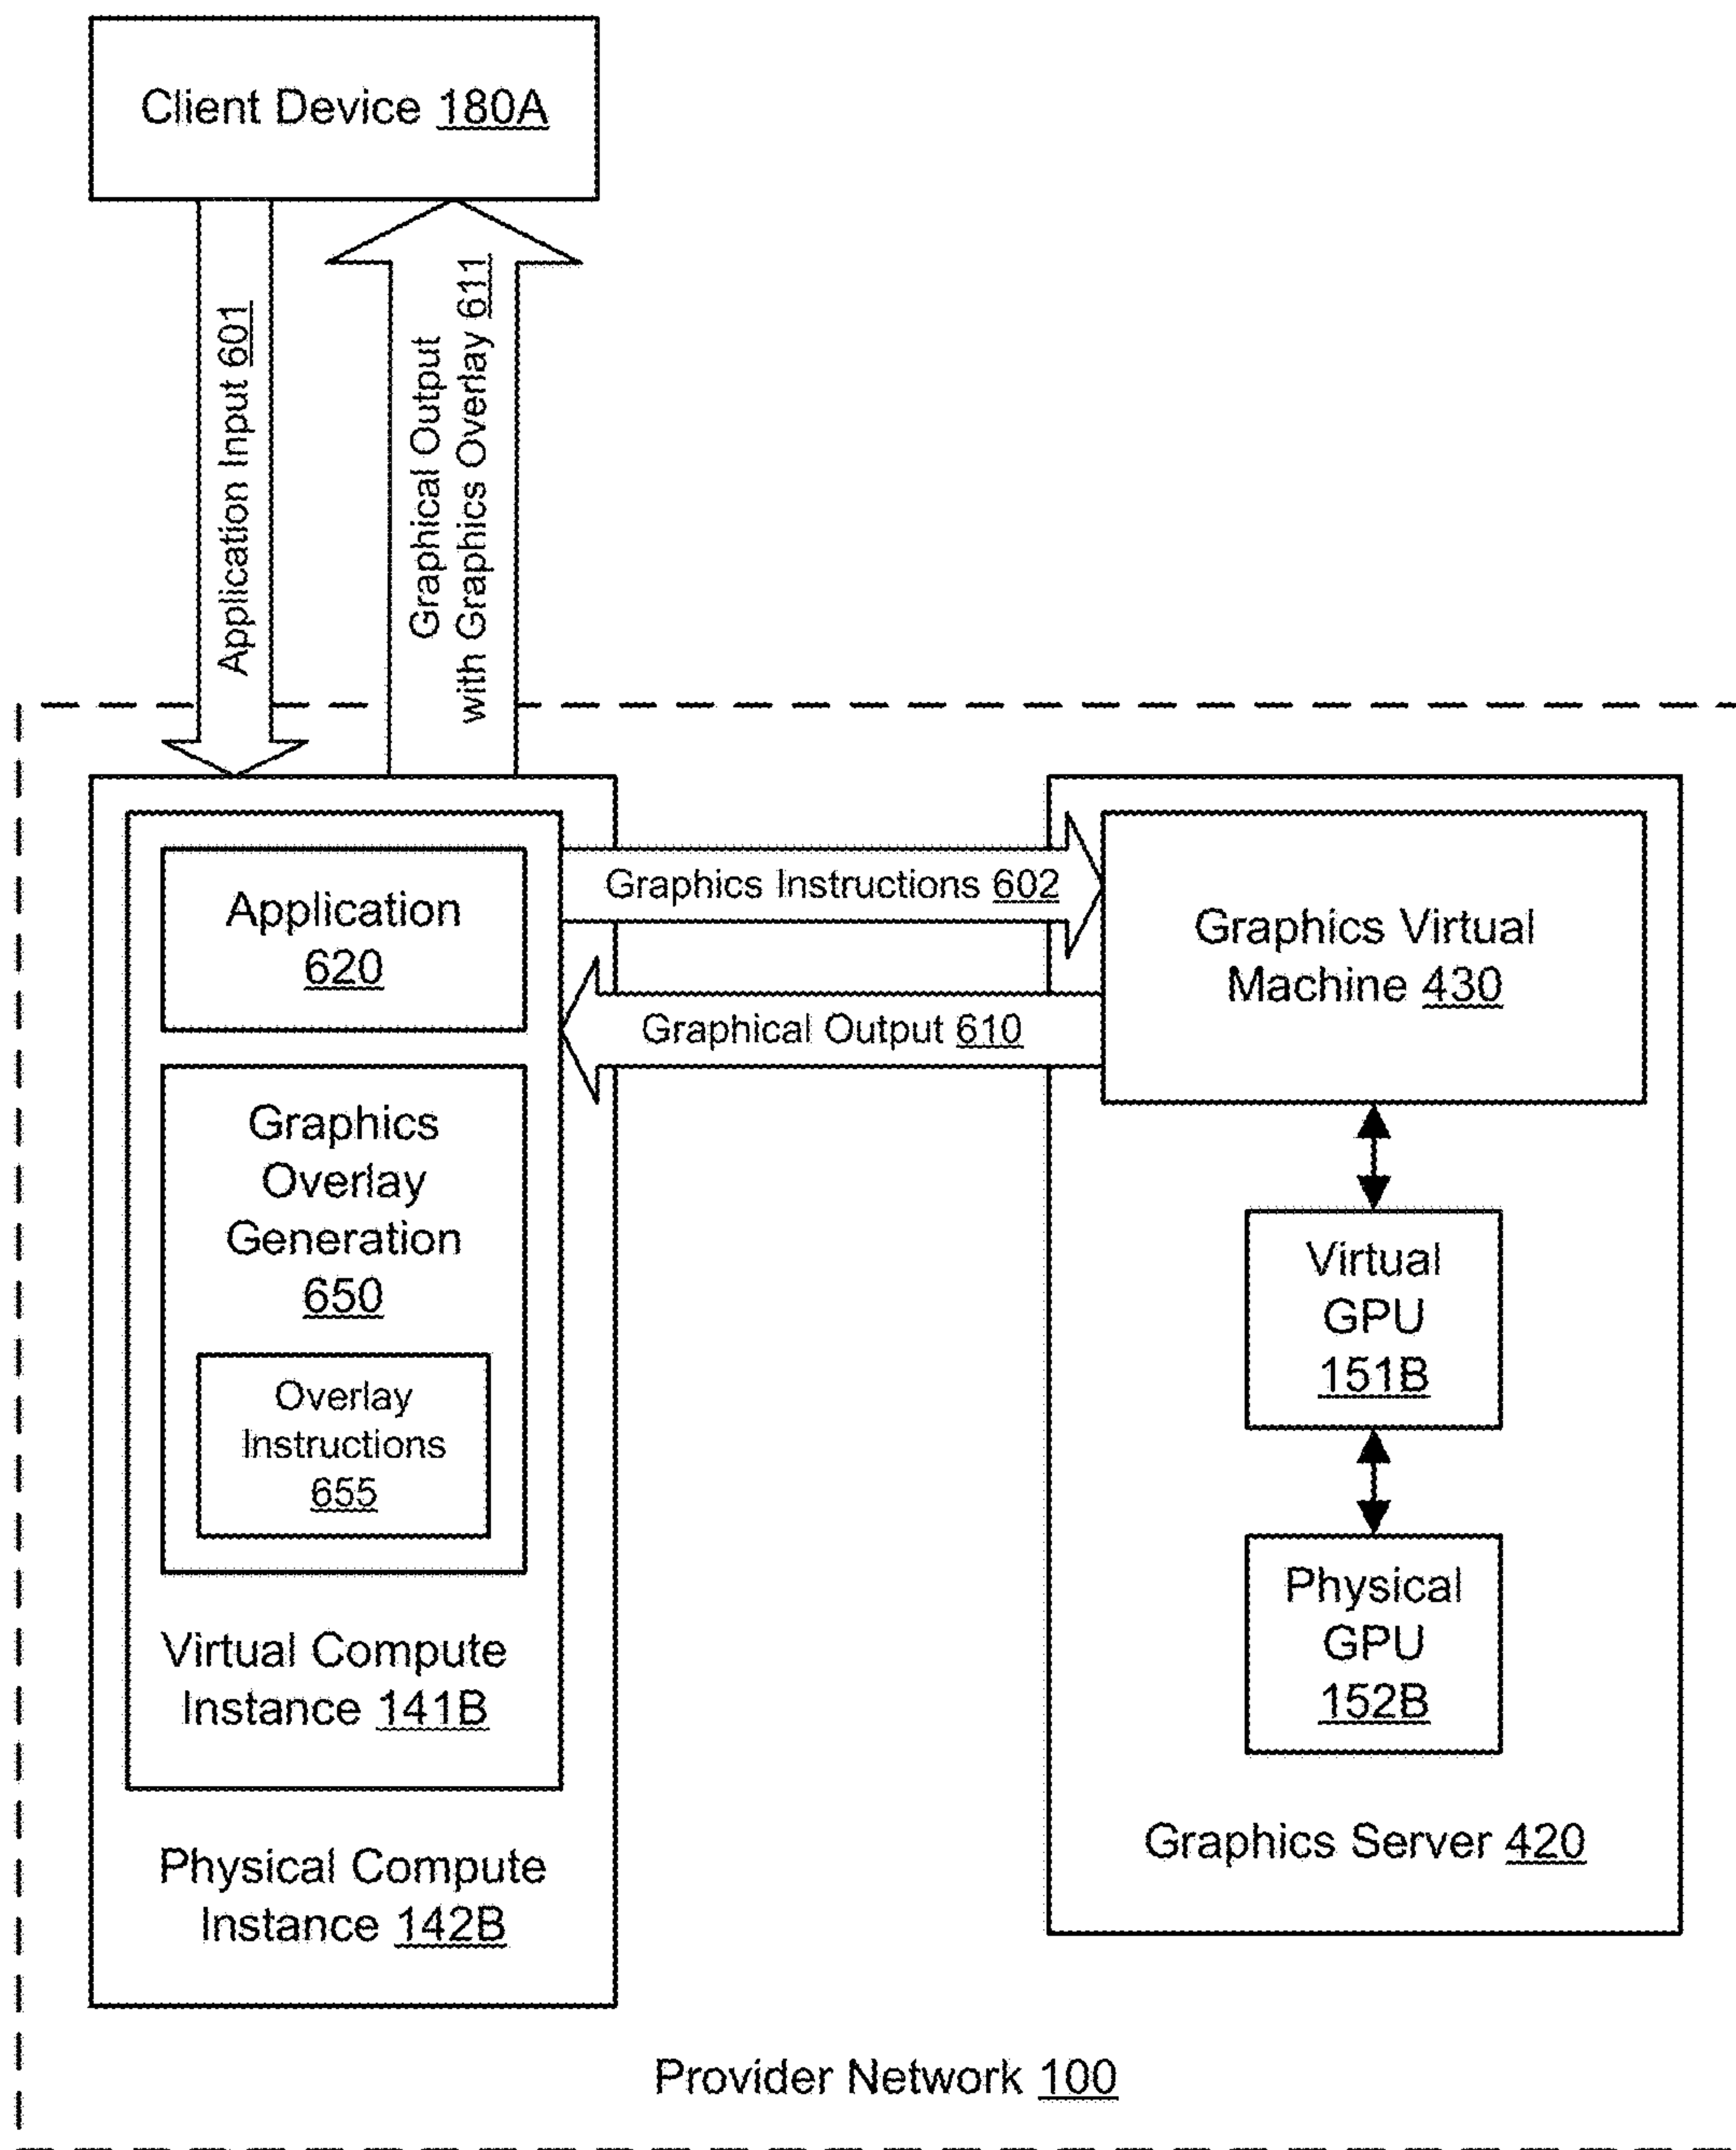 Client Device 180A
Application Input 601
Graphical Output
with Graphics Overlay 611
Application
620
Graphics Instructions 602
Graphical Output 610
Graphics Virtual
Machine 430
Graphics
Overlay
Generation
650
Overlay
Instructions
655
Virtual Compute
Instance 141B
Physical Compute
Instance 142B
Virtual
GPU
151B
Physical
GPU
152B
Graphics Server 420
Provider Network 100